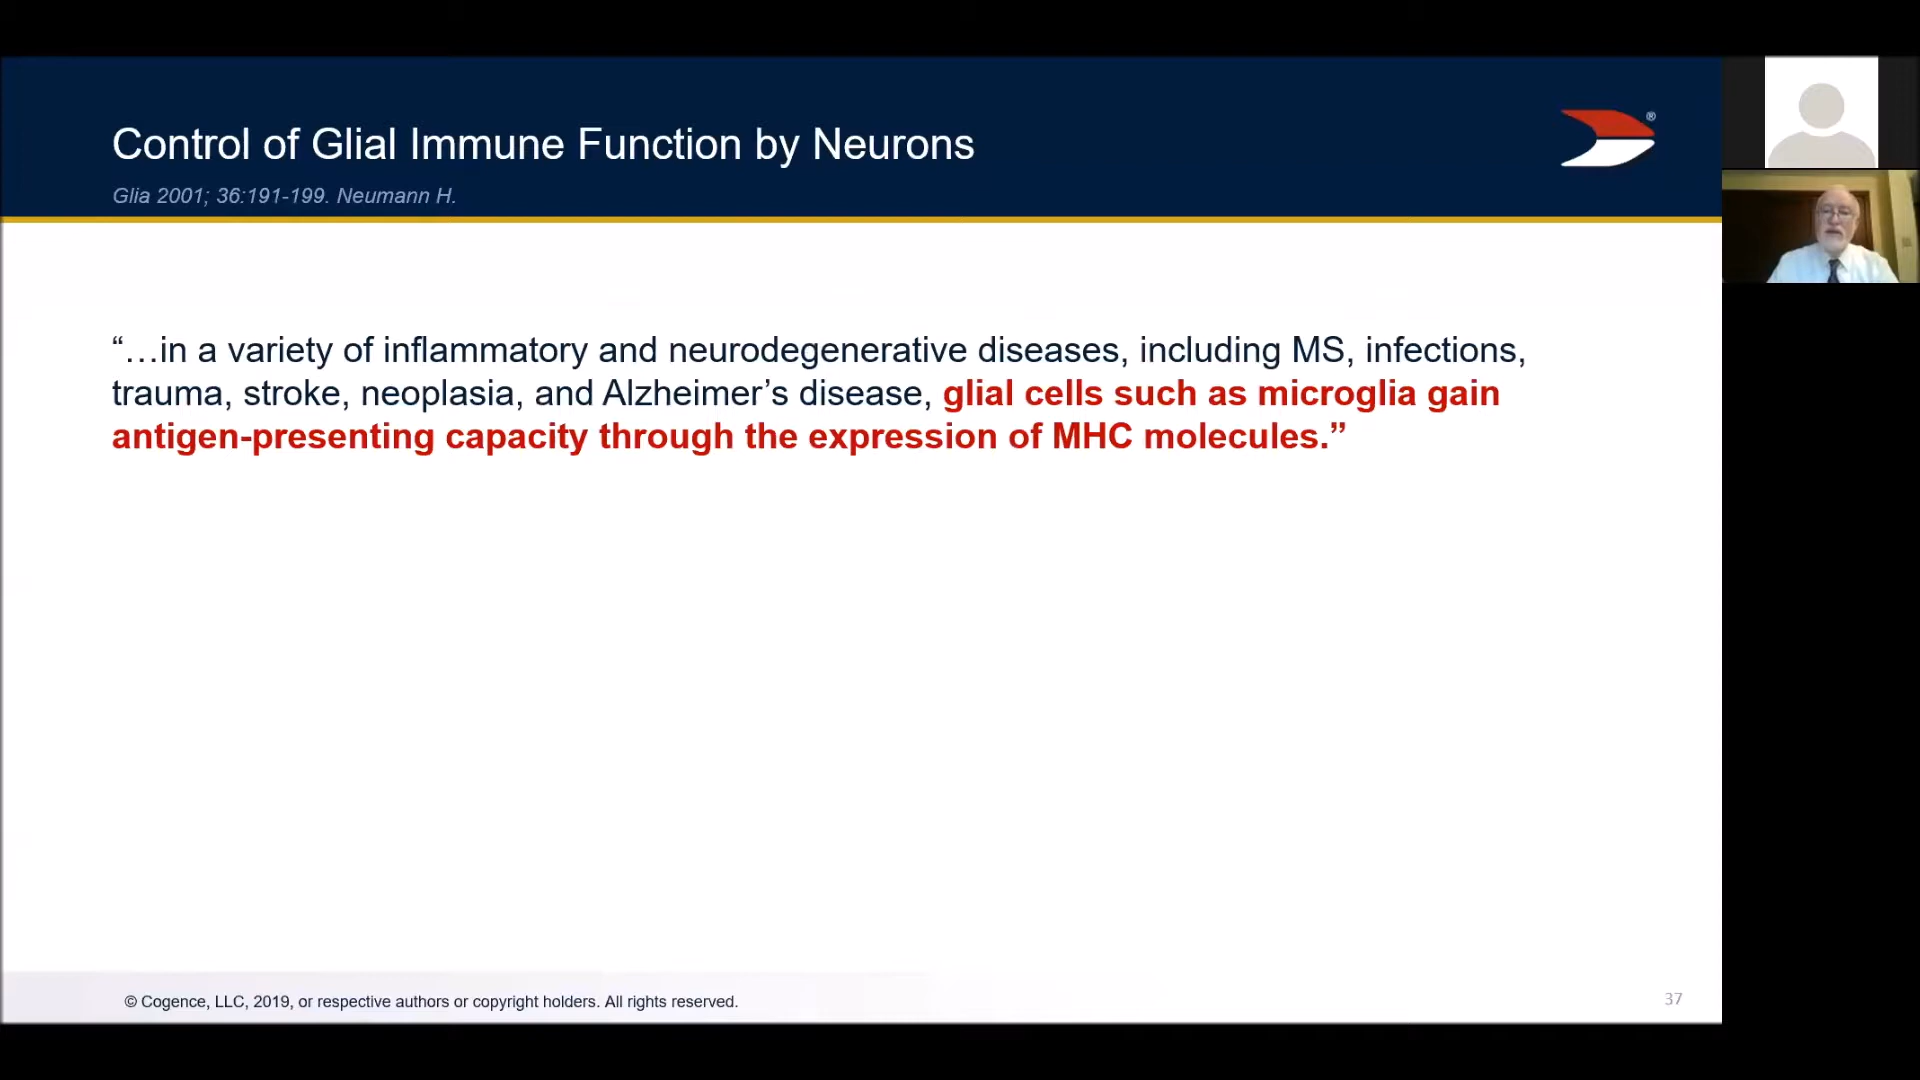 Control of Glial Immune Function by Neurons
®
Glia 2001; 36:191-199. Neumann H.
“…in a variety of inflammatory and neurodegenerative diseases, including MS, infections,
trauma, stroke, neoplasia, and Alzheimer’s disease, glial cells such as microglia gain
antigen-presenting capacity through the expression of MHC molecules.”
© Cogence, LLC, 2019, or respective authors or copyright holders. All rights reserved.
37